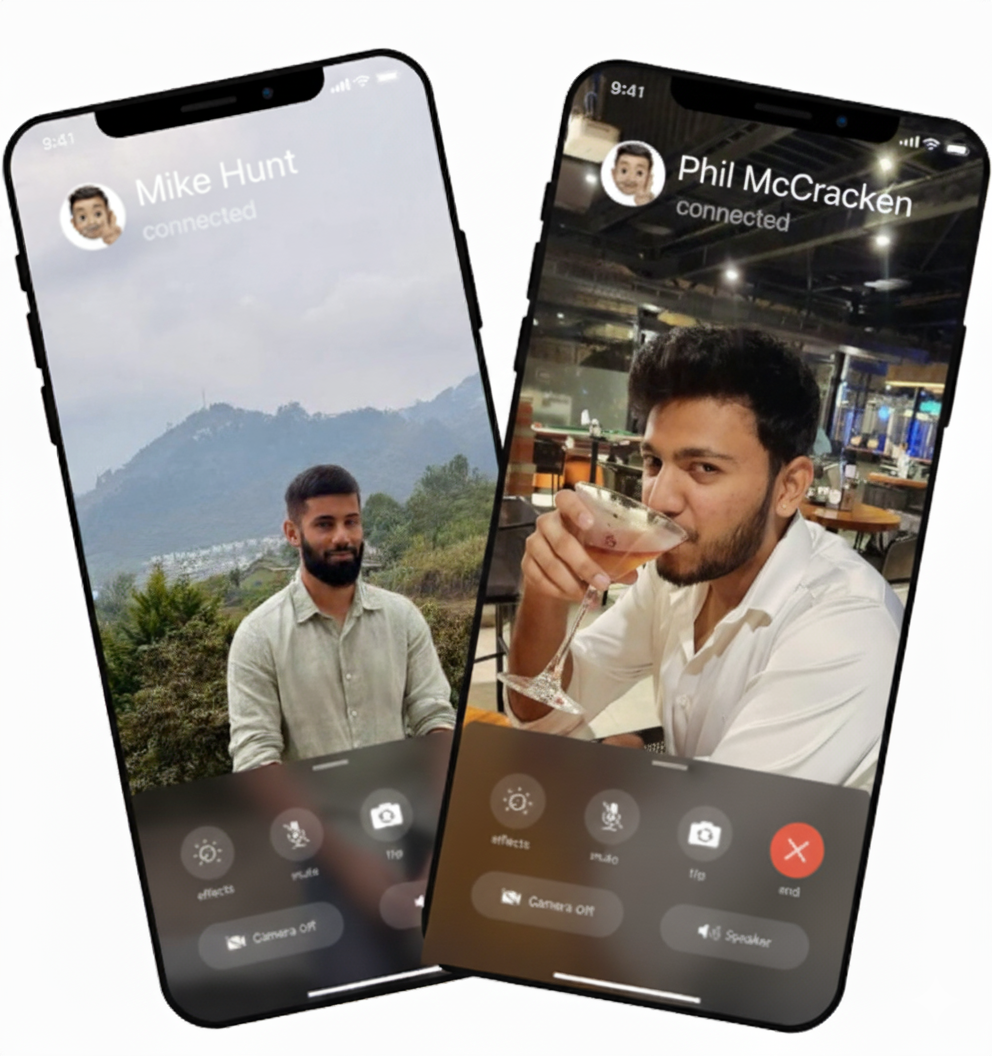 9:41
Mike Hunt
connected
effects
mute
flip
Camera Off
9:41
Phil McCracken
connected
effects
mute
flip
end
Camera Off
Speaker